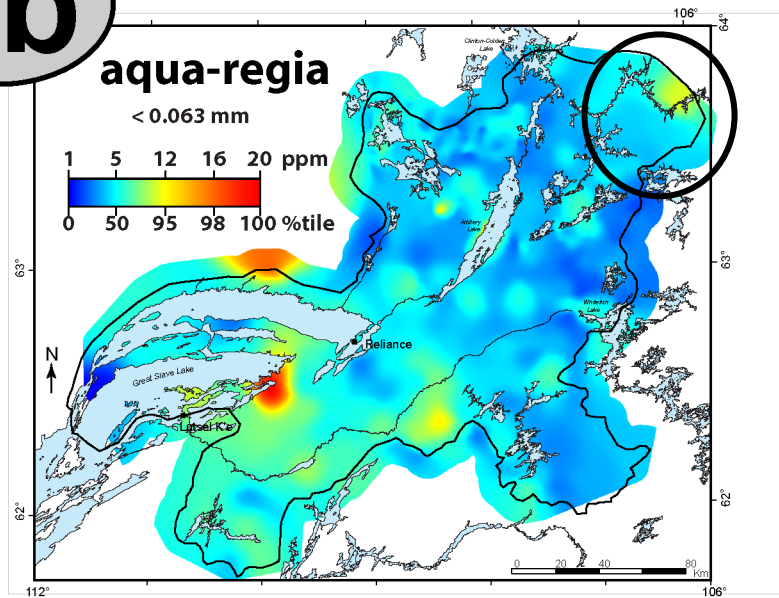 b
106°
64°
Clinton-Colden
Lake
aqua-regia
< 0.063 mm
1 5 12 16 20 ppm
0 50 95 98 100 %tile
Artillery
Lake
63°
63°
Whitefish
Lake
N
Reliance
Great Slave Lake
Lutsel K'e
62°
62°
0 20 40 80
Km
112°
106°